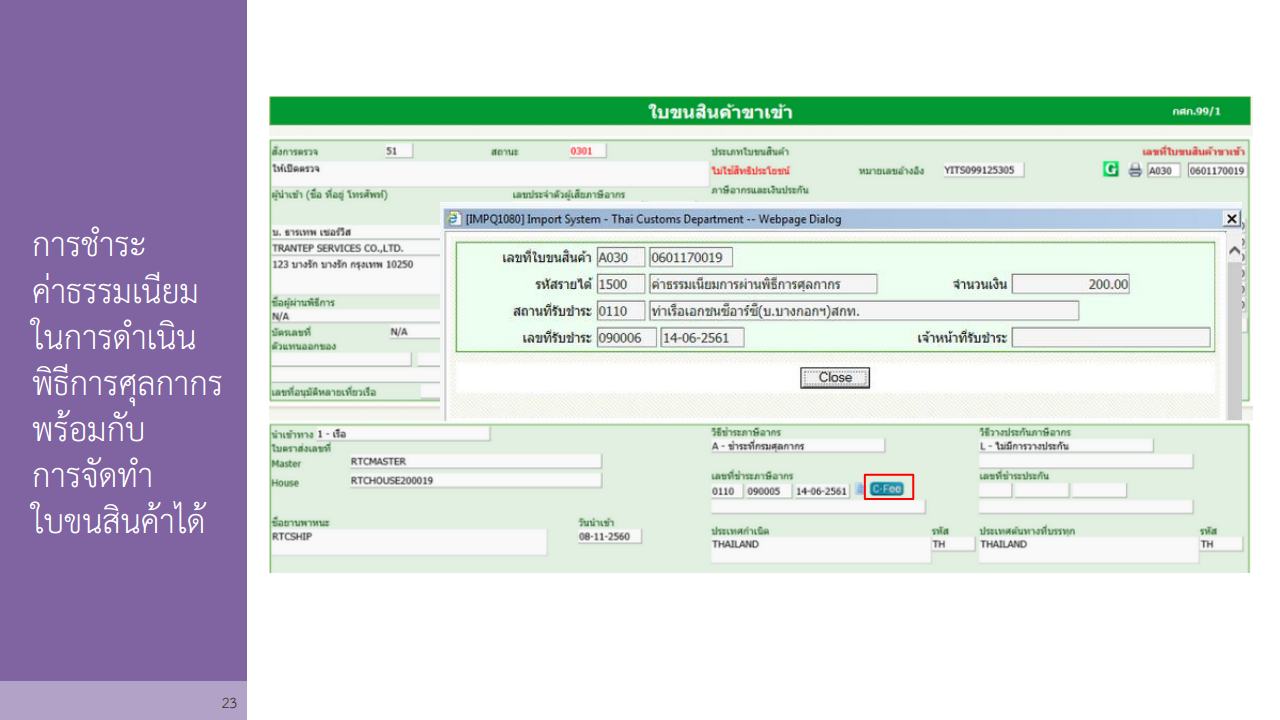 การชำระ
ค่าธรรมเนียม
ในการดำเนิน
พิธีการศุลกากร
พร้อมกับ
การจัดทำ
ใบขนสินค้าได้
23
ใบขนสินค้าขาเข้า กศก.99/1
สั่งการตรวจ 51 สถานะ 0301 ประเภทใบขนสินค้า เลขที่ใบขนสินค้าขาเข้า
ให้เปิดตรวจ ไม่ใช้สิทธิประโยชน์ หมายเลขอ้างอิง YITS099125305 G A030 0601170019
ผู้นำเข้า (ชื่อ ที่อยู่ โทรศัพท์) เลขประจำตัวผู้เสียภาษีอากร ภาษีอากรและเงินประกัน
[IMPQ1080] Import System - Thai Customs Department -- Webpage Dialog
บ. ธารเทพ เซอร์วิส
TRANTEP SERVICES CO.,LTD.
123 บางรัก บางรัก กรุงเทพ 10250
ชื่อผู้ผ่านพิธีการ
N/A
บัตรเลขที่ N/A
ตัวแทนออกของ
เลขที่อนุมัติหลายเที่ยวเรือ
เลขที่ใบขนสินค้า A030 0601170019
รหัสรายได้ 1500 ค่าธรรมเนียมการผ่านพิธีการศุลกากร จำนวนเงิน 200.00
สถานที่รับชำระ 0110 ท่าเรือเอกชนซีอาร์ซี(บ.บางกอกฯ)สกท.
เลขที่รับชำระ 090006 14-06-2561 เจ้าหน้าที่รับชำระ
Close
นำเข้าทาง 1 - เรือ วิธีชำระภาษีอากร วิธีวางประกันภาษีอากร
ใบตราส่งเลขที่ A - ชำระที่กรมศุลกากร L - ไม่มีการวางประกัน
Master RTCMASTER
House RTCHOUSE200019 เลขที่ชำระภาษีอากร เลขที่ชำระประกัน
0110 090005 14-06-2561 C-Fee
ชื่อยานพาหนะ วันนำเข้า ประเทศกำเนิด รหัส ประเทศต้นทางที่บรรทุก รหัส
RTCSHIP 08-11-2560 THAILAND TH THAILAND TH